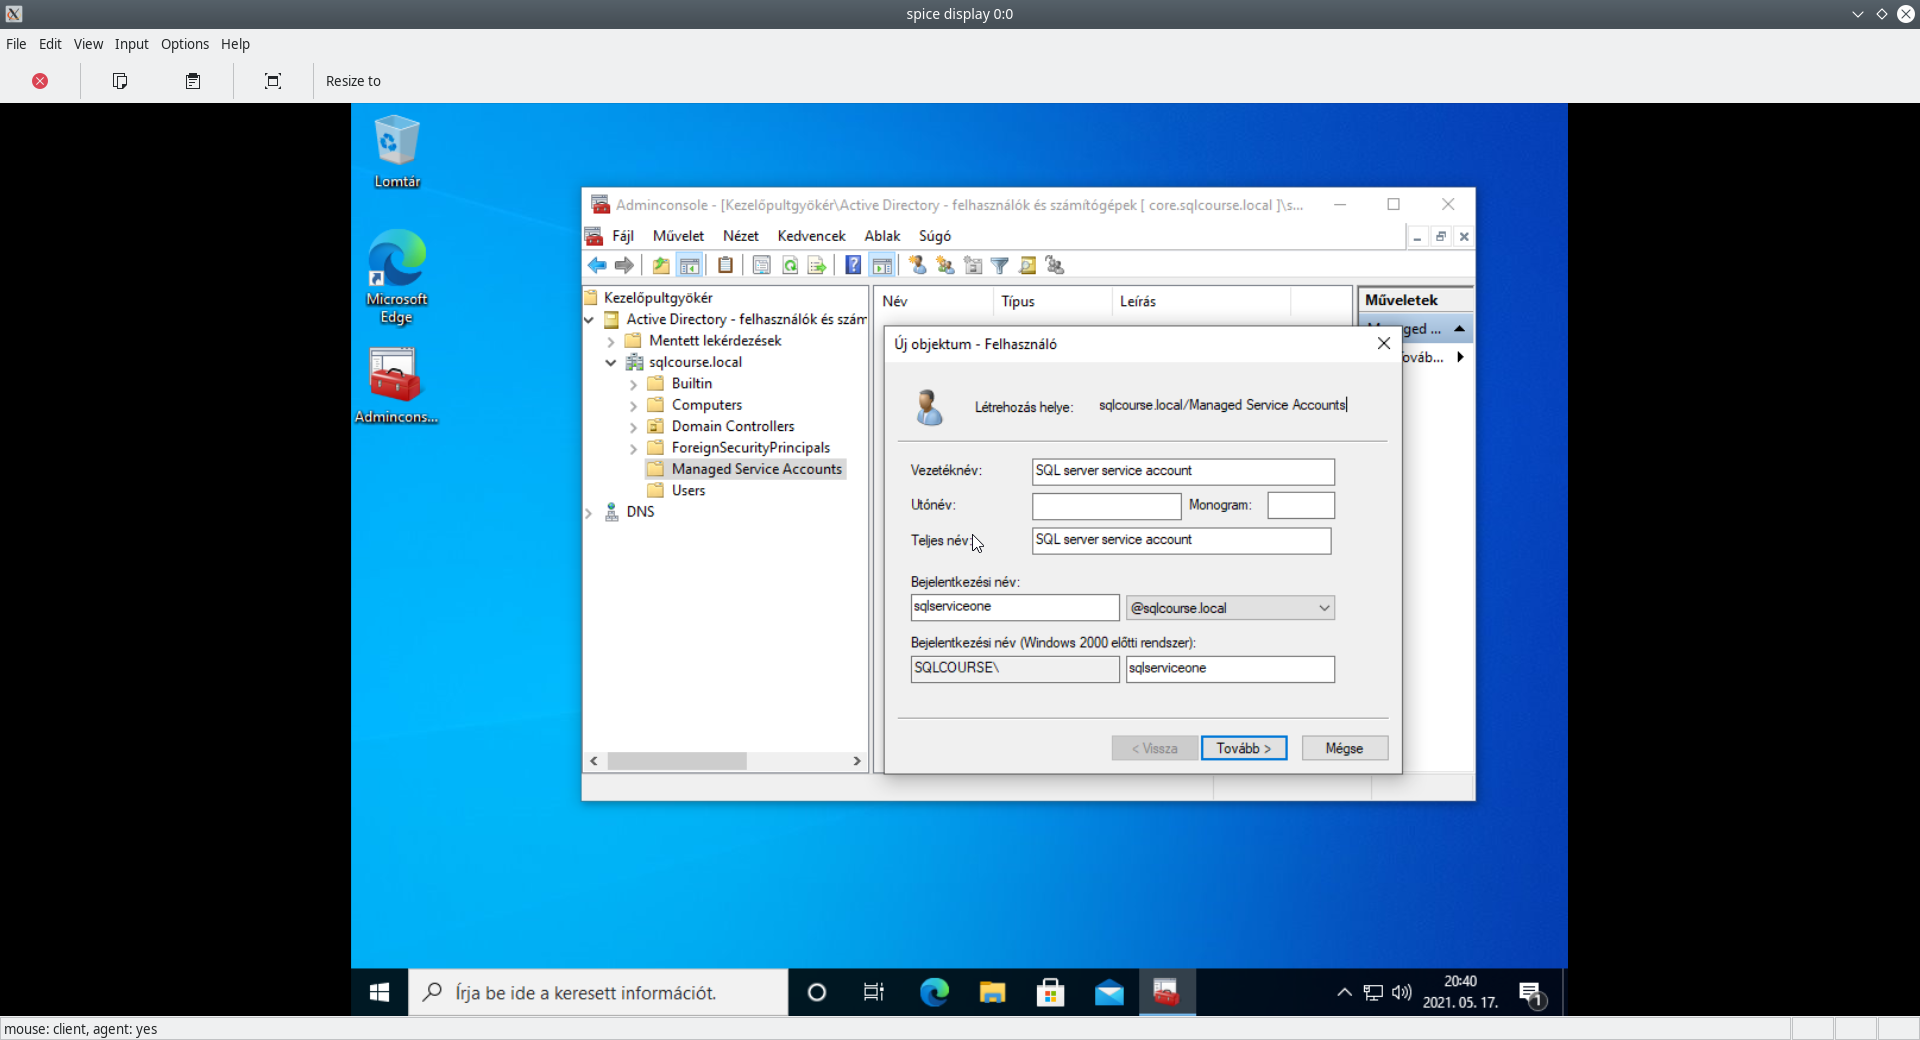 spice display 0:0
File Edit View Input Options Help
Resize to
Lomtár
Microsoft
Edge
Admincons...
Adminconsole - [Kezelőpultgyökér\Active Directory - felhasználók és számítógépek [ core.sqlcourse.local ]\s...
Fájl Művelet Nézet Kedvencek Ablak Súgó
Kezelőpultgyökér
Active Directory - felhasználók és szám
Mentett lekérdezések
sqlcourse.local
Builtin
Computers
Domain Controllers
ForeignSecurityPrincipals
Managed Service Accounts
Users
DNS
Név Típus Leírás
Műveletek
ged ...
ováb...
Új objektum - Felhasználó
Létrehozás helye: sqlcourse.local/Managed Service Accounts
Vezetéknév: SQL server service account
Utónév: Monogram:
Teljes név: SQL server service account
Bejelentkezési név:
sqlserviceone @sqlcourse.local
Bejelentkezési név (Windows 2000 előtti rendszer):
SQLCOURSE\ sqlserviceone
< Vissza Tovább > Mégse
Írja be ide a keresett információt.
20:40
2021. 05. 17.
1
mouse: client, agent: yes